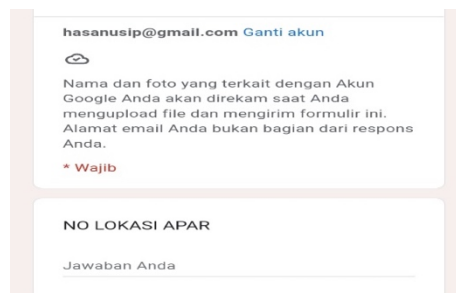 hasanusip@gmail.com Ganti akun
Nama dan foto yang terkait dengan Akun
Google Anda akan direkam saat Anda
mengupload file dan mengirim formulir ini.
Alamat email Anda bukan bagian dari respons
Anda.
* Wajib
NO LOKASI APAR
Jawaban Anda